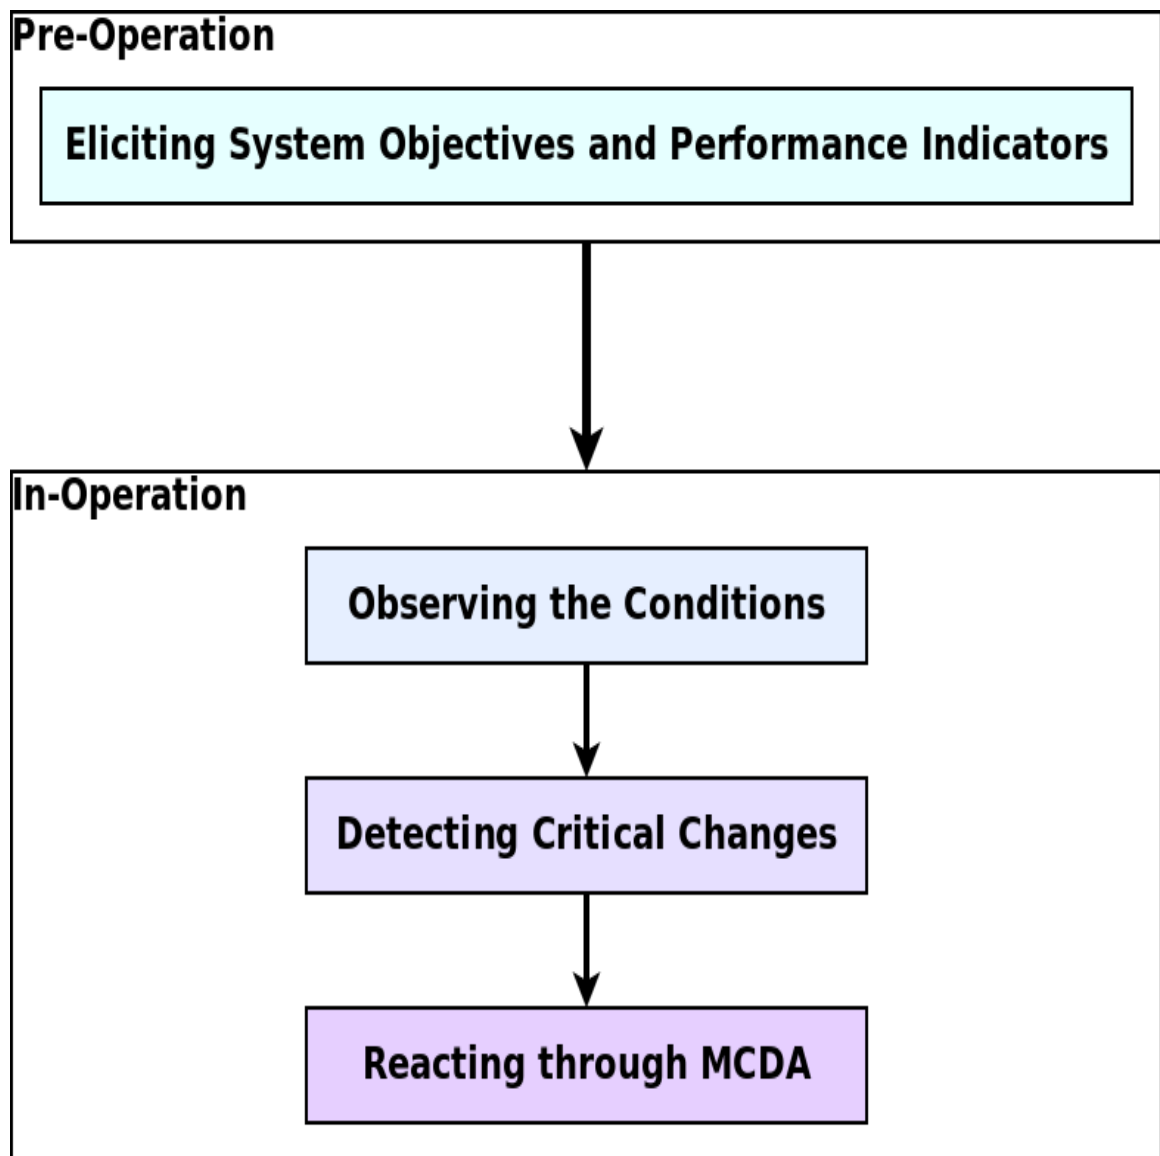 Pre-Operation
Eliciting System Objectives and Performance Indicators
In-Operation
Observing the Conditions
Detecting Critical Changes
Reacting through MCDA